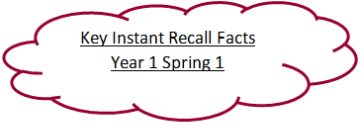 Key Instant Recall Facts
Year 1 Spring 1